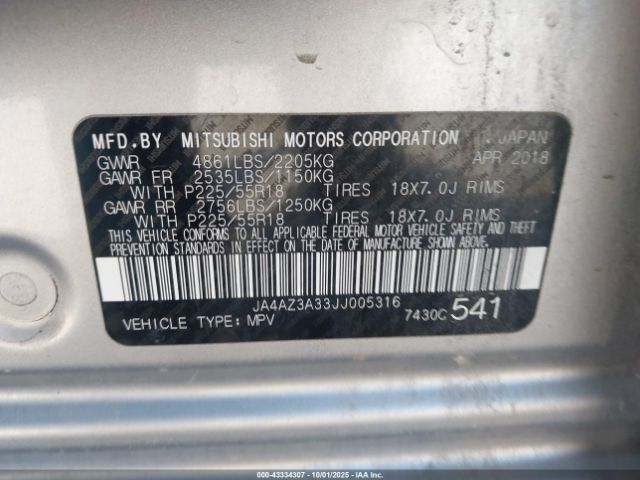 MFD.BY MITSUBISHI MOTORS CORPORATION JAPAN
GVWR 4861LBS/2205KG APR 2018
GAWR FR 2535LBS/1150KG
WITH P225/55R18 TIRES 18X7.0J RIMS
GAWR RR 2756LBS/1250KG
WITH P225/55R18 TIRES 18X7.0J RIMS
THIS VEHICLE CONFORMS TO ALL APPLICABLE FEDERAL MOTOR VEHICLE SAFETY AND THEFT
PREVENTION STANDARDS IN EFFECT ON THE DATE OF MANUFACTURE SHOWN ABOVE.
JA4AZ3A33JJ005316
VEHICLE TYPE: MPV 7430C 541
000-43334307 - 10/01/2025 - COPYRIGHT © IAA, LLC.